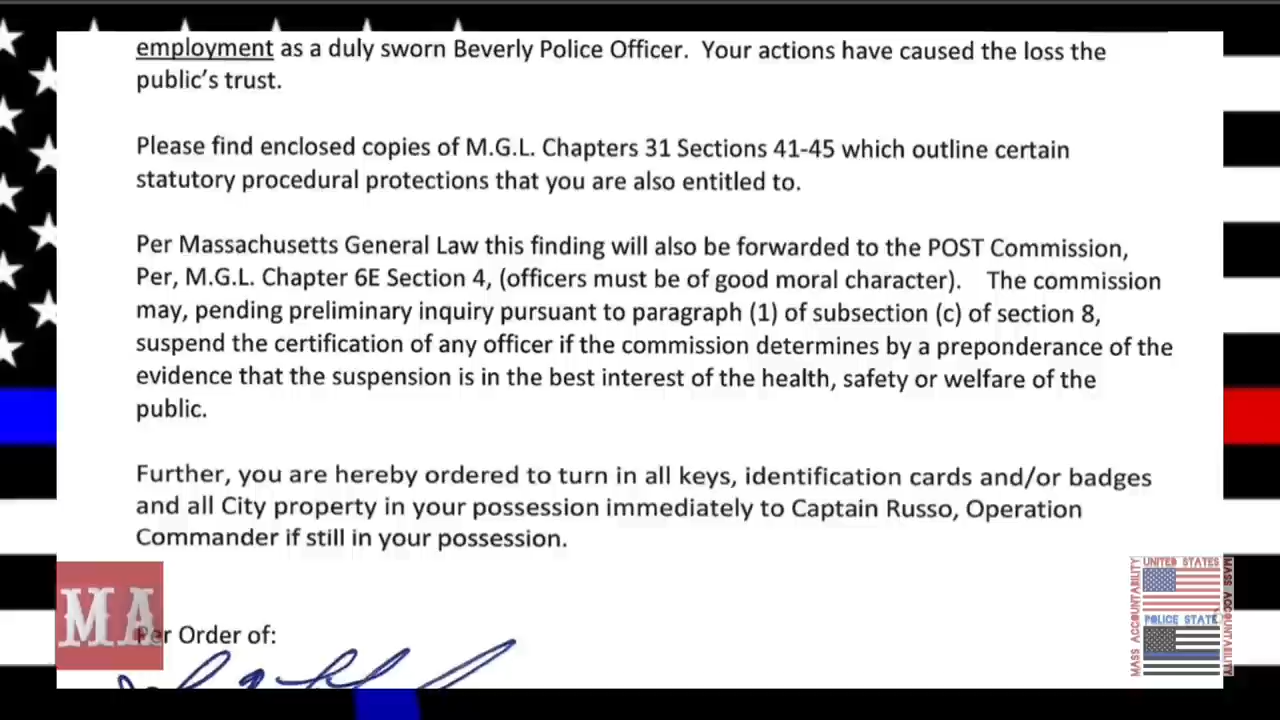 employment as a duly sworn Beverly Police Officer. Your actions have caused the loss the
public's trust.
Please find enclosed copies of M.G.L. Chapters 31 Sections 41-45 which outline certain
statutory procedural protections that you are also entitled to.
Per Massachusetts General Law this finding will also be forwarded to the POST Commission,
Per, M.G.L. Chapter 6E Section 4, (officers must be of good moral character). The commission
may, pending preliminary inquiry pursuant to paragraph (1) of subsection (c) of section 8,
suspend the certification of any officer if the commission determines by a preponderance of the
evidence that the suspension is in the best interest of the health, safety or welfare of the
public.
Further, you are hereby ordered to turn in all keys, identification cards and/or badges
and all City property in your possession immediately to Captain Russo, Operation
Commander if still in your possession.
MA
Per Order of:
UNITED STATES
POLICE STATE
MASS ACCOUNTABILITY
MASS ACCOUNTABILITY